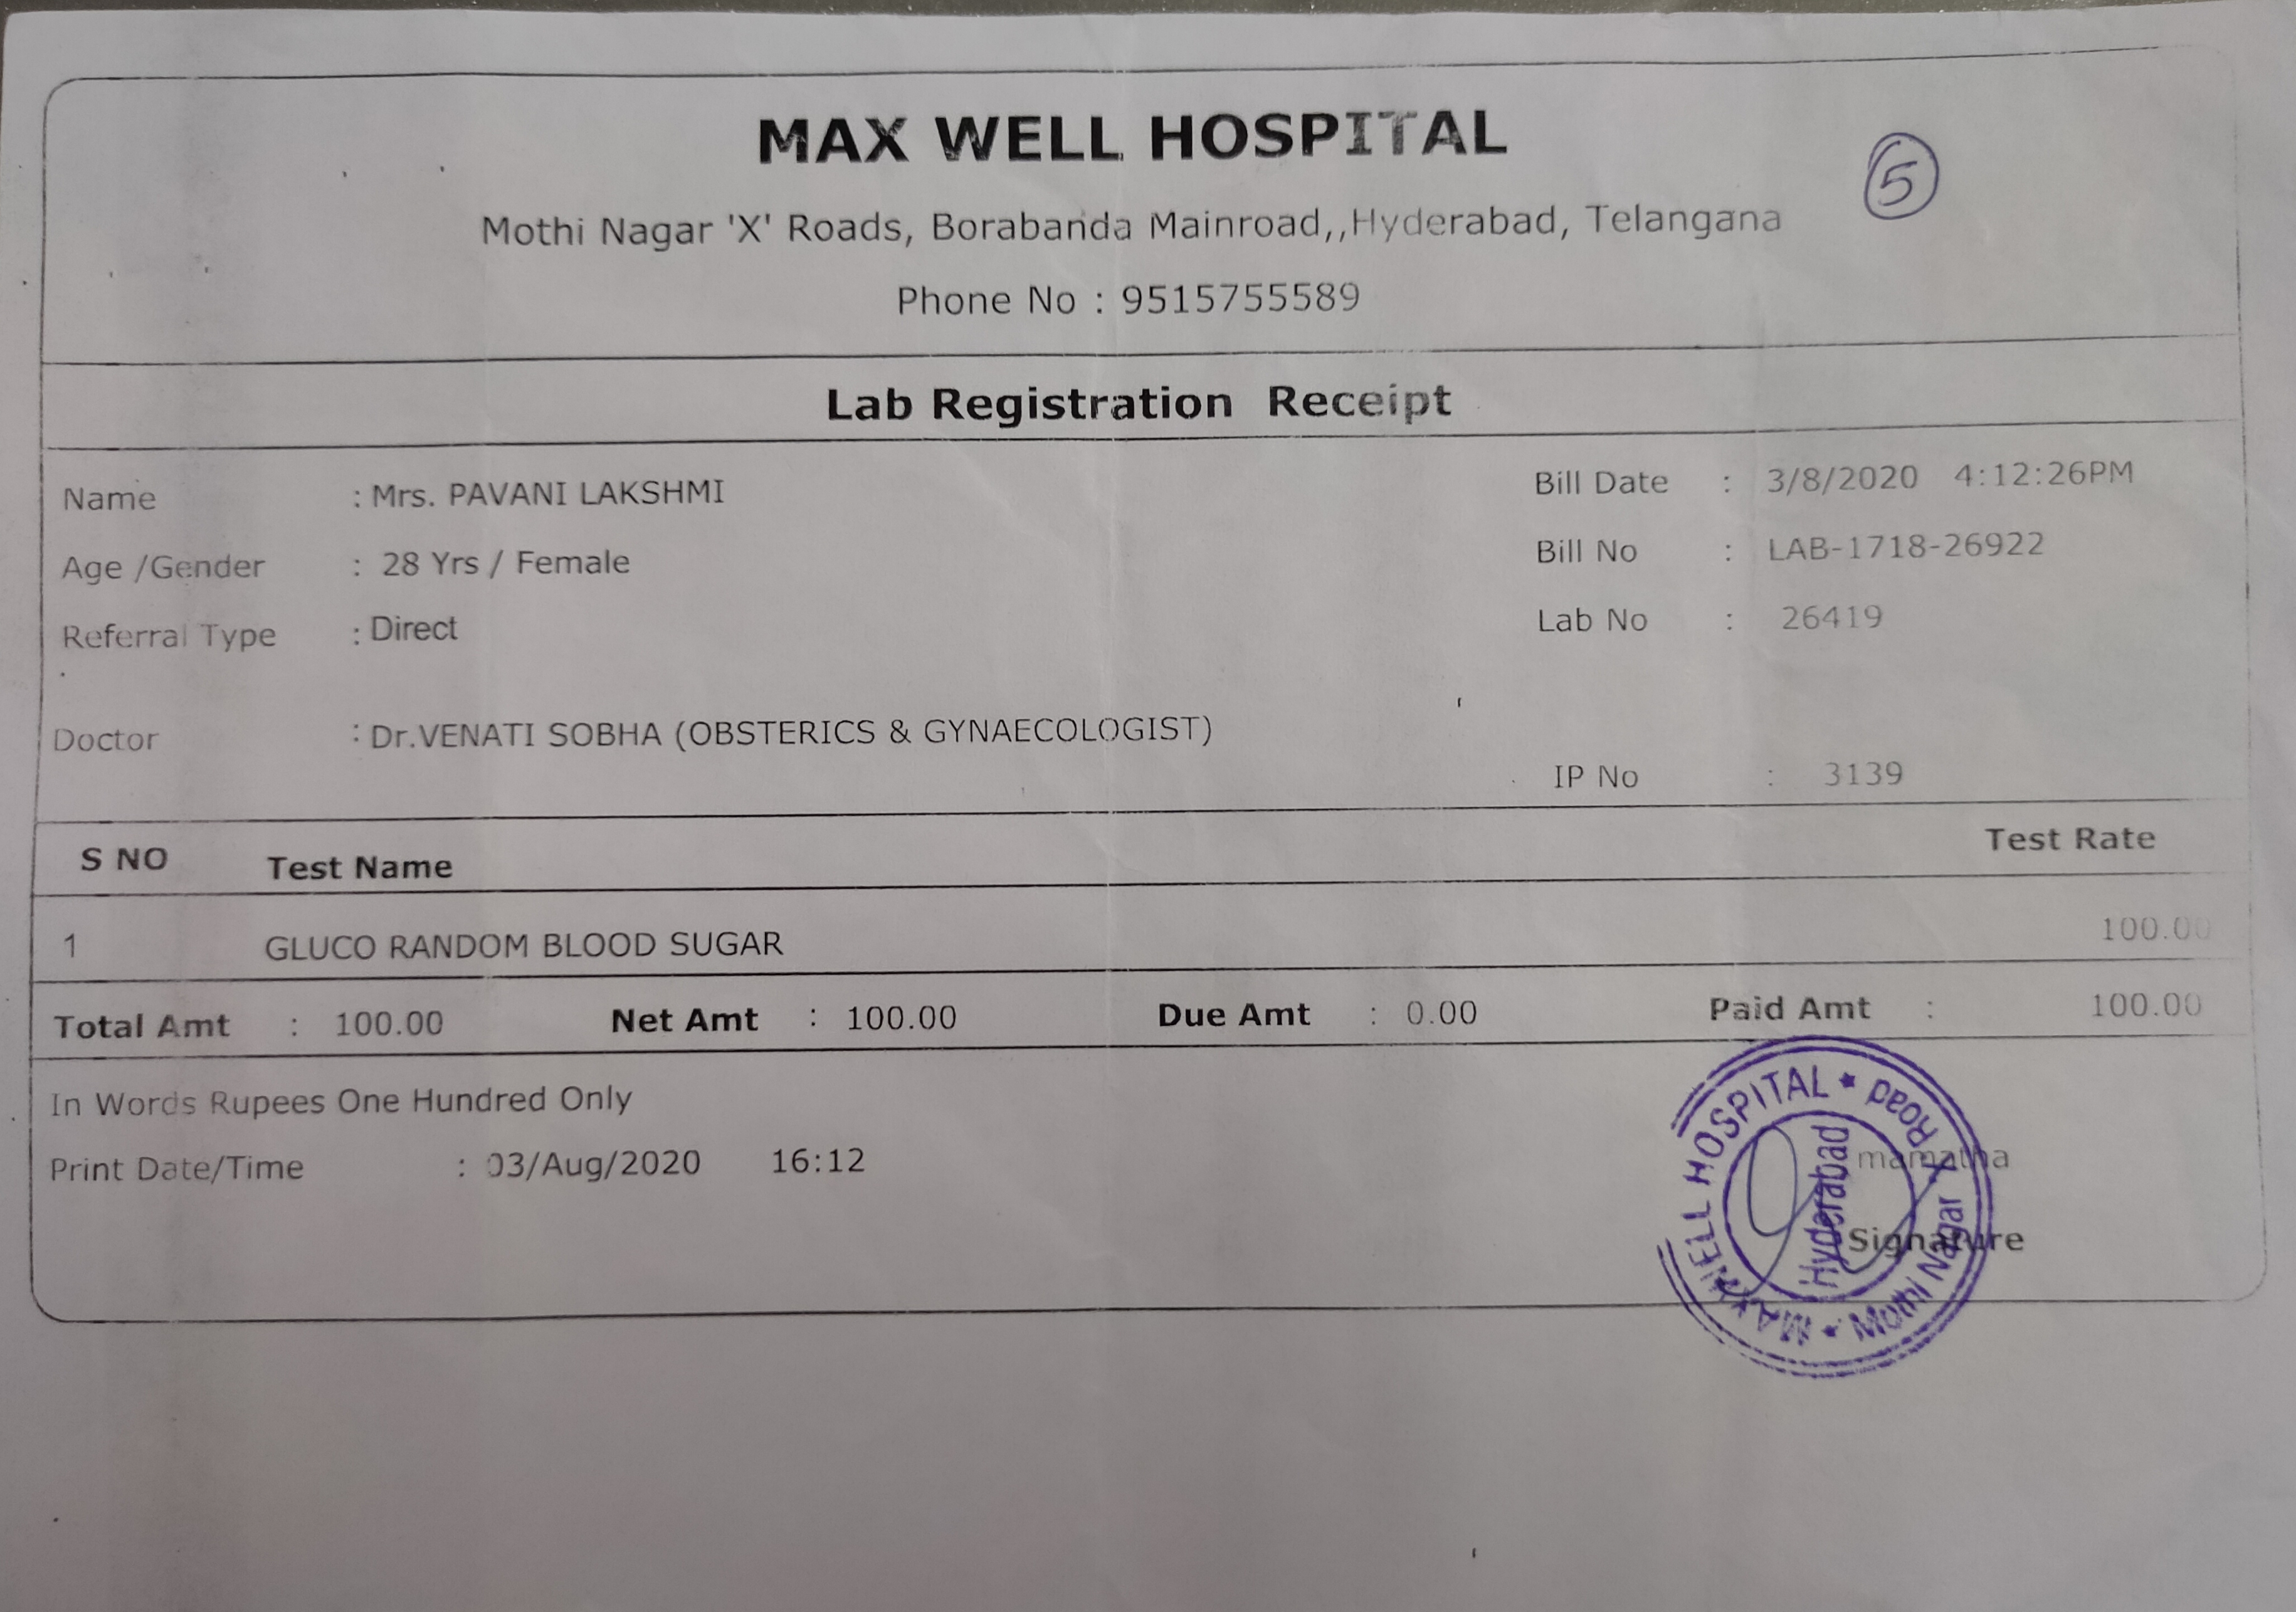 MAX WELL HOSPITAL
5
Mothi Nagar 'X' Roads, Borabanda Mainroad,,Hyderabad, Telangana
Phone No : 9515755589
Lab Registration Receipt
Name : Mrs. PAVANI LAKSHMI Bill Date : 3/8/2020 4:12:26PM
Age /Gender : 28 Yrs / Female Bill No : LAB-1718-26922
Referral Type : Direct Lab No : 26419
Doctor : Dr.VENATI SOBHA (OBSTERICS & GYNAECOLOGIST)
IP No : 3139
S NO Test Name Test Rate
1 GLUCO RANDOM BLOOD SUGAR 100.00
Total Amt : 100.00 Net Amt : 100.00 Due Amt : 0.00 Paid Amt : 100.00
In Words Rupees One Hundred Only
Print Date/Time : 03/Aug/2020 16:12
mamatha
Signature
MAXWELL HOSPITAL
Hyderabad
Mothi Nagar X Road